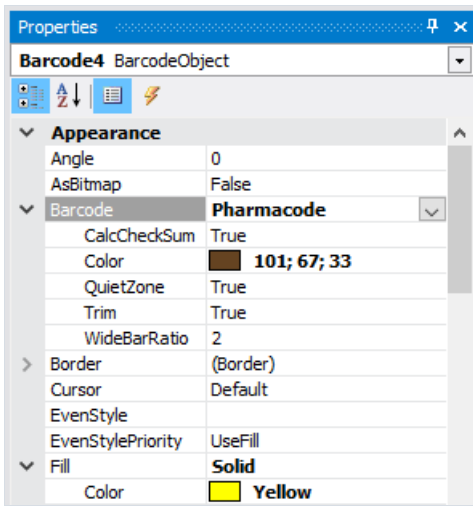 Properties
Barcode4 BarcodeObject
Appearance
Angle 0
AsBitmap False
Barcode Pharmacode
CalcCheckSum True
Color 101; 67; 33
QuietZone True
Trim True
WideBarRatio 2
Border (Border)
Cursor Default
EvenStyle
EvenStylePriority UseFill
Fill Solid
Color Yellow